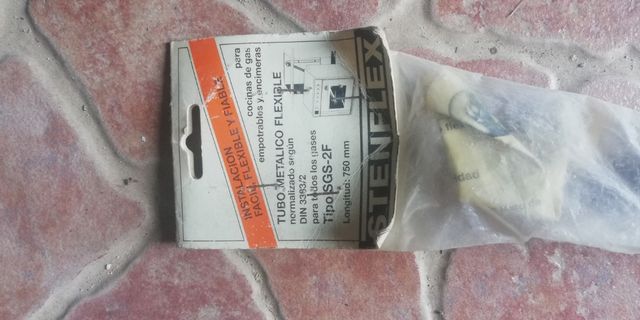 INSTALACION
FACIL, FLEXIBLE Y FIABLE
para
cocinas de gas
empotrables y encimeras
TUBO METALICO FLEXIBLE
normalizado según
DIN 3383/2
para todos los gases
Tipo SGS-2F
Longitud: 750 mm
STENFLEX